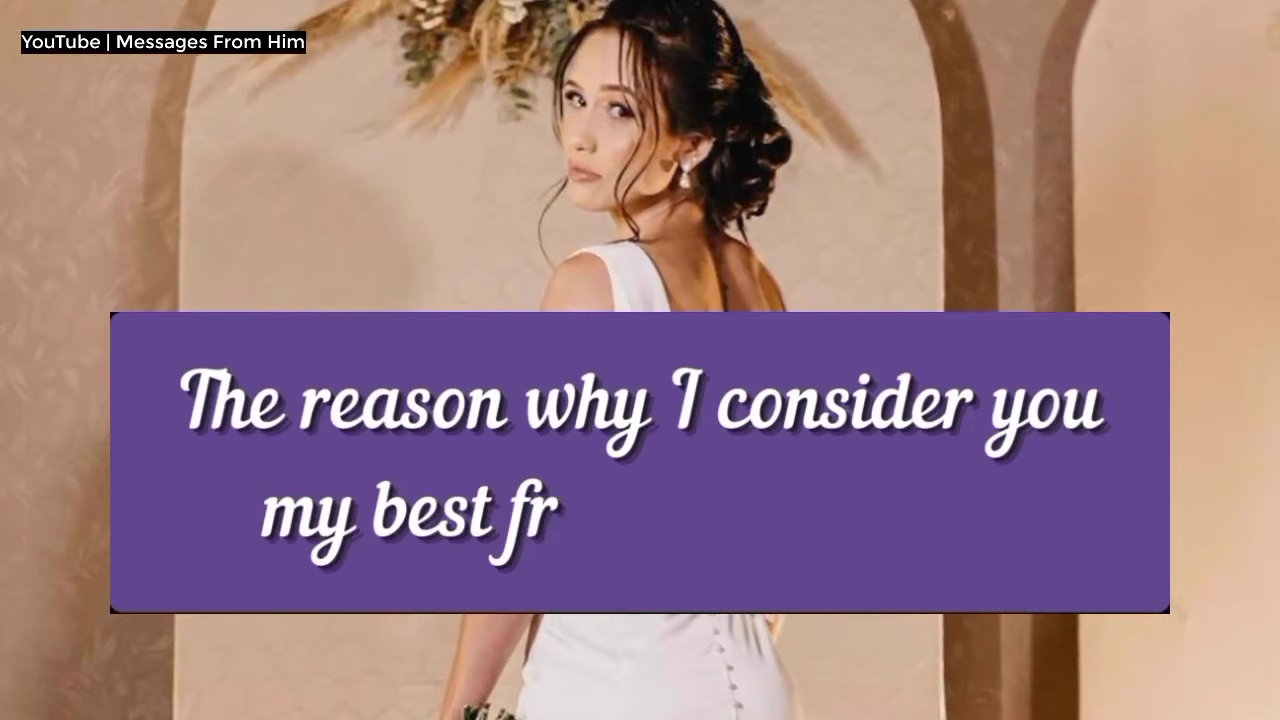 YouTube | Messages From Him
The reason why I consider you
my best fr